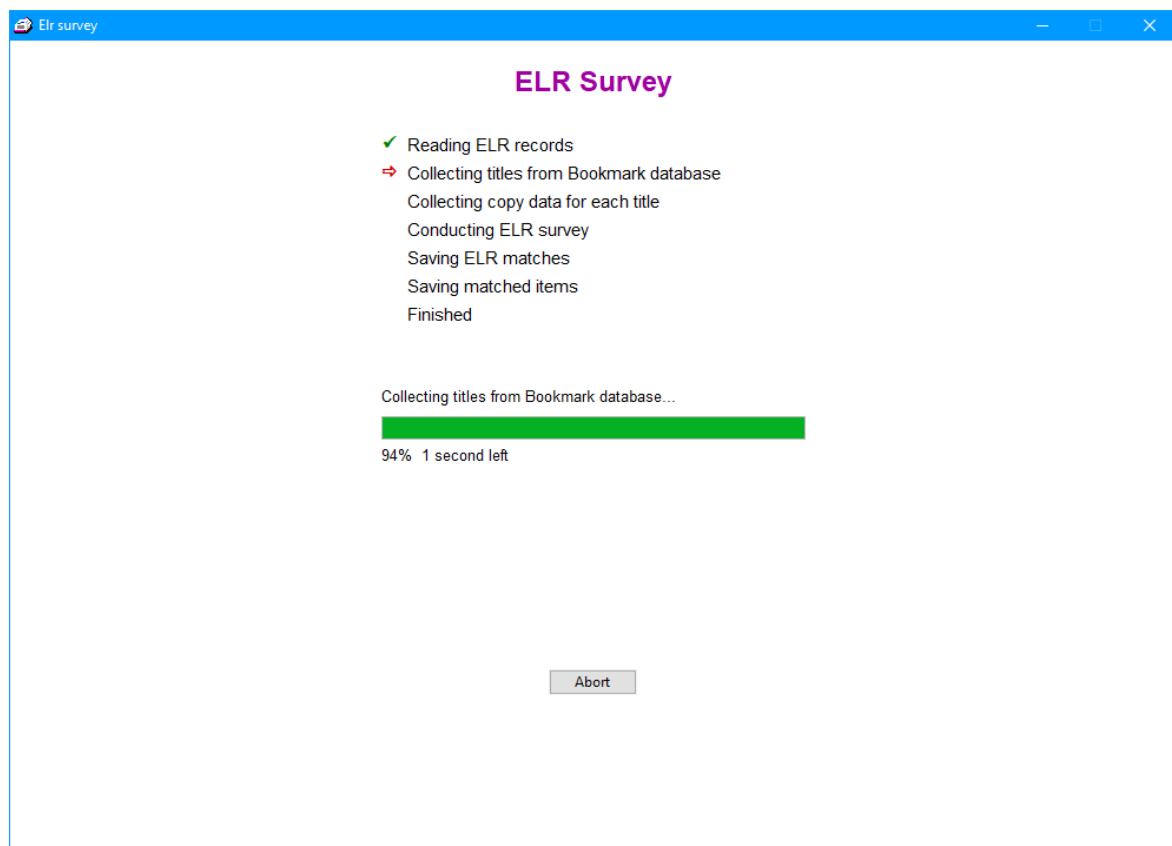 Elr survey
ELR Survey
✔ Reading ELR records
⇨ Collecting titles from Bookmark database
Collecting copy data for each title
Conducting ELR survey
Saving ELR matches
Saving matched items
Finished
Collecting titles from Bookmark database...
94% 1 second left
Abort